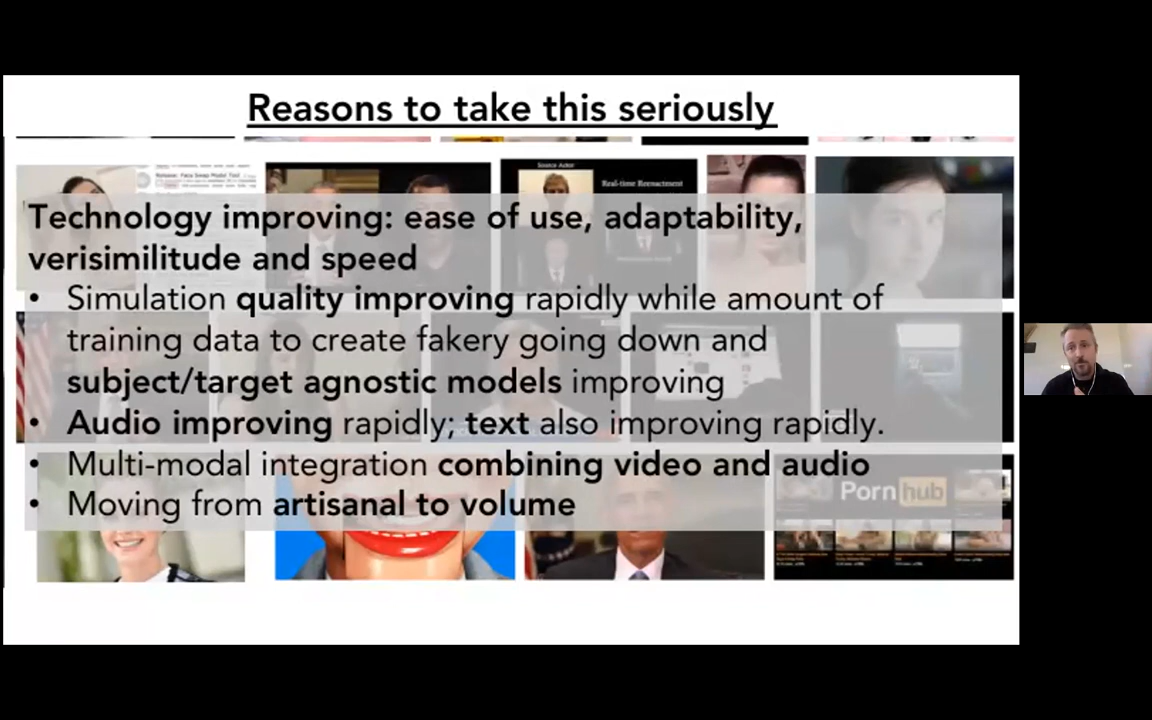 Reasons to take this seriously
Source Actor
Real-time Reenactment
Technology improving: ease of use, adaptability,
verisimilitude and speed
• Simulation quality improving rapidly while amount of
training data to create fakery going down and
subject/target agnostic models improving
• Audio improving rapidly; text also improving rapidly.
• Multi-modal integration combining video and audio
• Moving from artisanal to volume
Porn hub